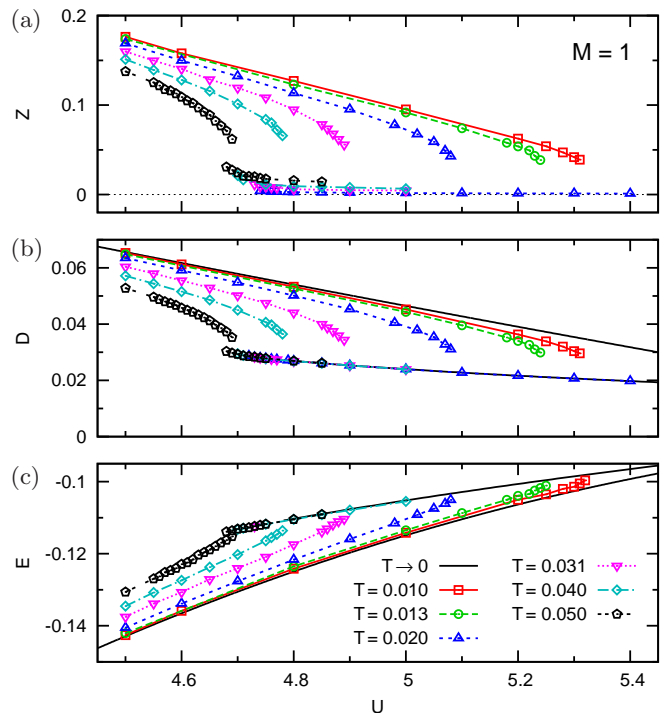 (a)
0.2
0.1
0
Z
M = 1
(b)
0.06
0.04
0.02
0
D
(c)
-0.1
-0.12
-0.14
E
T → 0
T = 0.010
T = 0.013
T = 0.020
T = 0.031
T = 0.040
T = 0.050
4.6 4.8 5 5.2 5.4
U